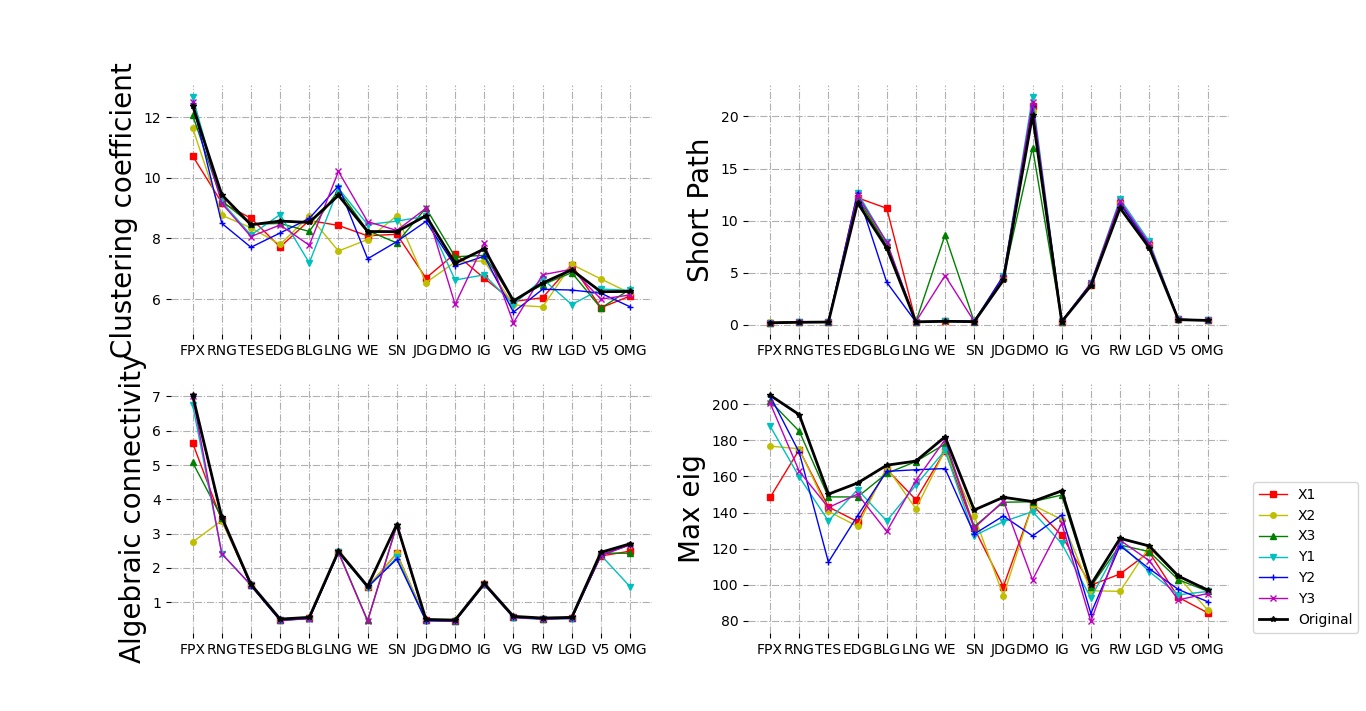 Clustering coefficient
12
10
8
6
FPX RNG TES EDG BLG LNG WE SN JDG DMO IG VG RW LGD V5 OMG
Short Path
20
15
10
5
0
FPX RNG TES EDG BLG LNG WE SN JDG DMO IG VG RW LGD V5 OMG
Algebraic connectivity
7
6
5
4
3
2
1
FPX RNG TES EDG BLG LNG WE SN JDG DMO IG VG RW LGD V5 OMG
Max eig
200
180
160
140
120
100
80
FPX RNG TES EDG BLG LNG WE SN JDG DMO IG VG RW LGD V5 OMG
X1
X2
X3
Y1
Y2
Y3
Original